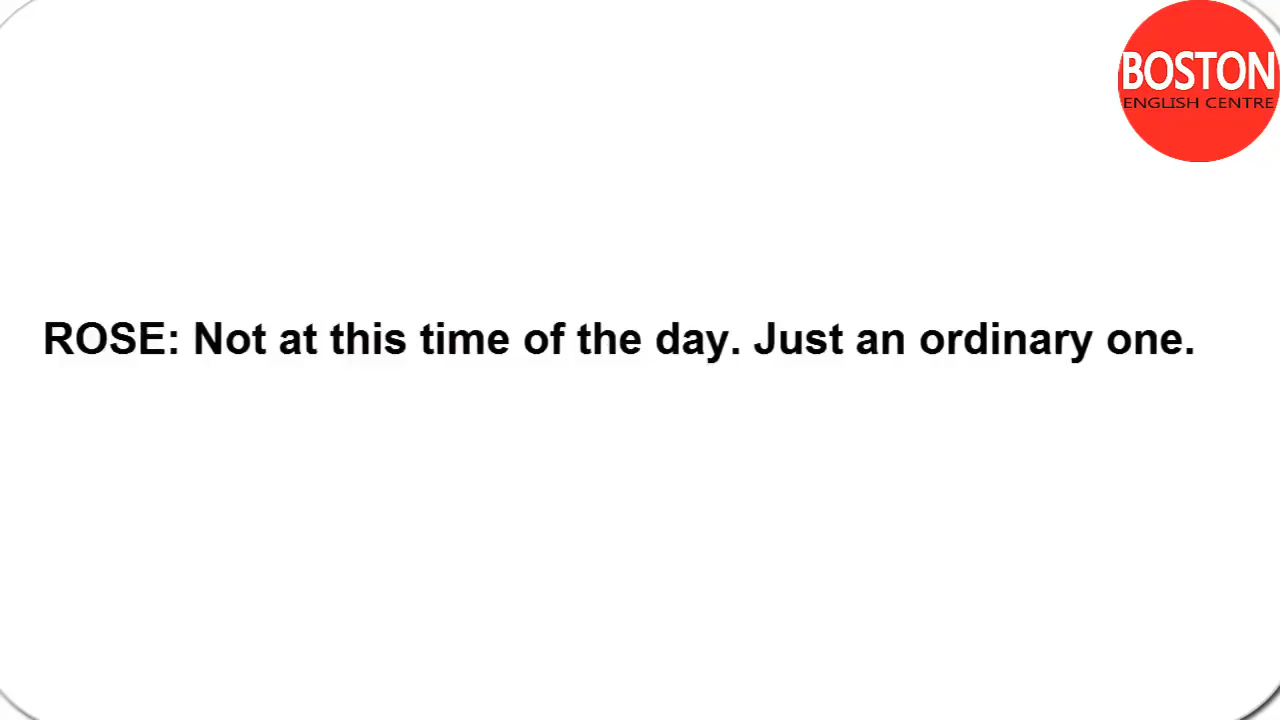 BOSTON
ENGLISH CENTRE
ROSE: Not at this time of the day. Just an ordinary one.